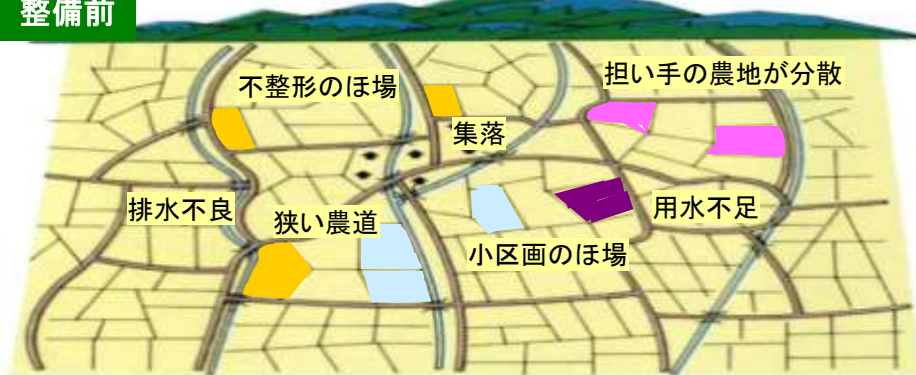 整備前
不整形のほ場
担い手の農地が分散
集落
排水不良
狭い農道
用水不足
小区画のほ場